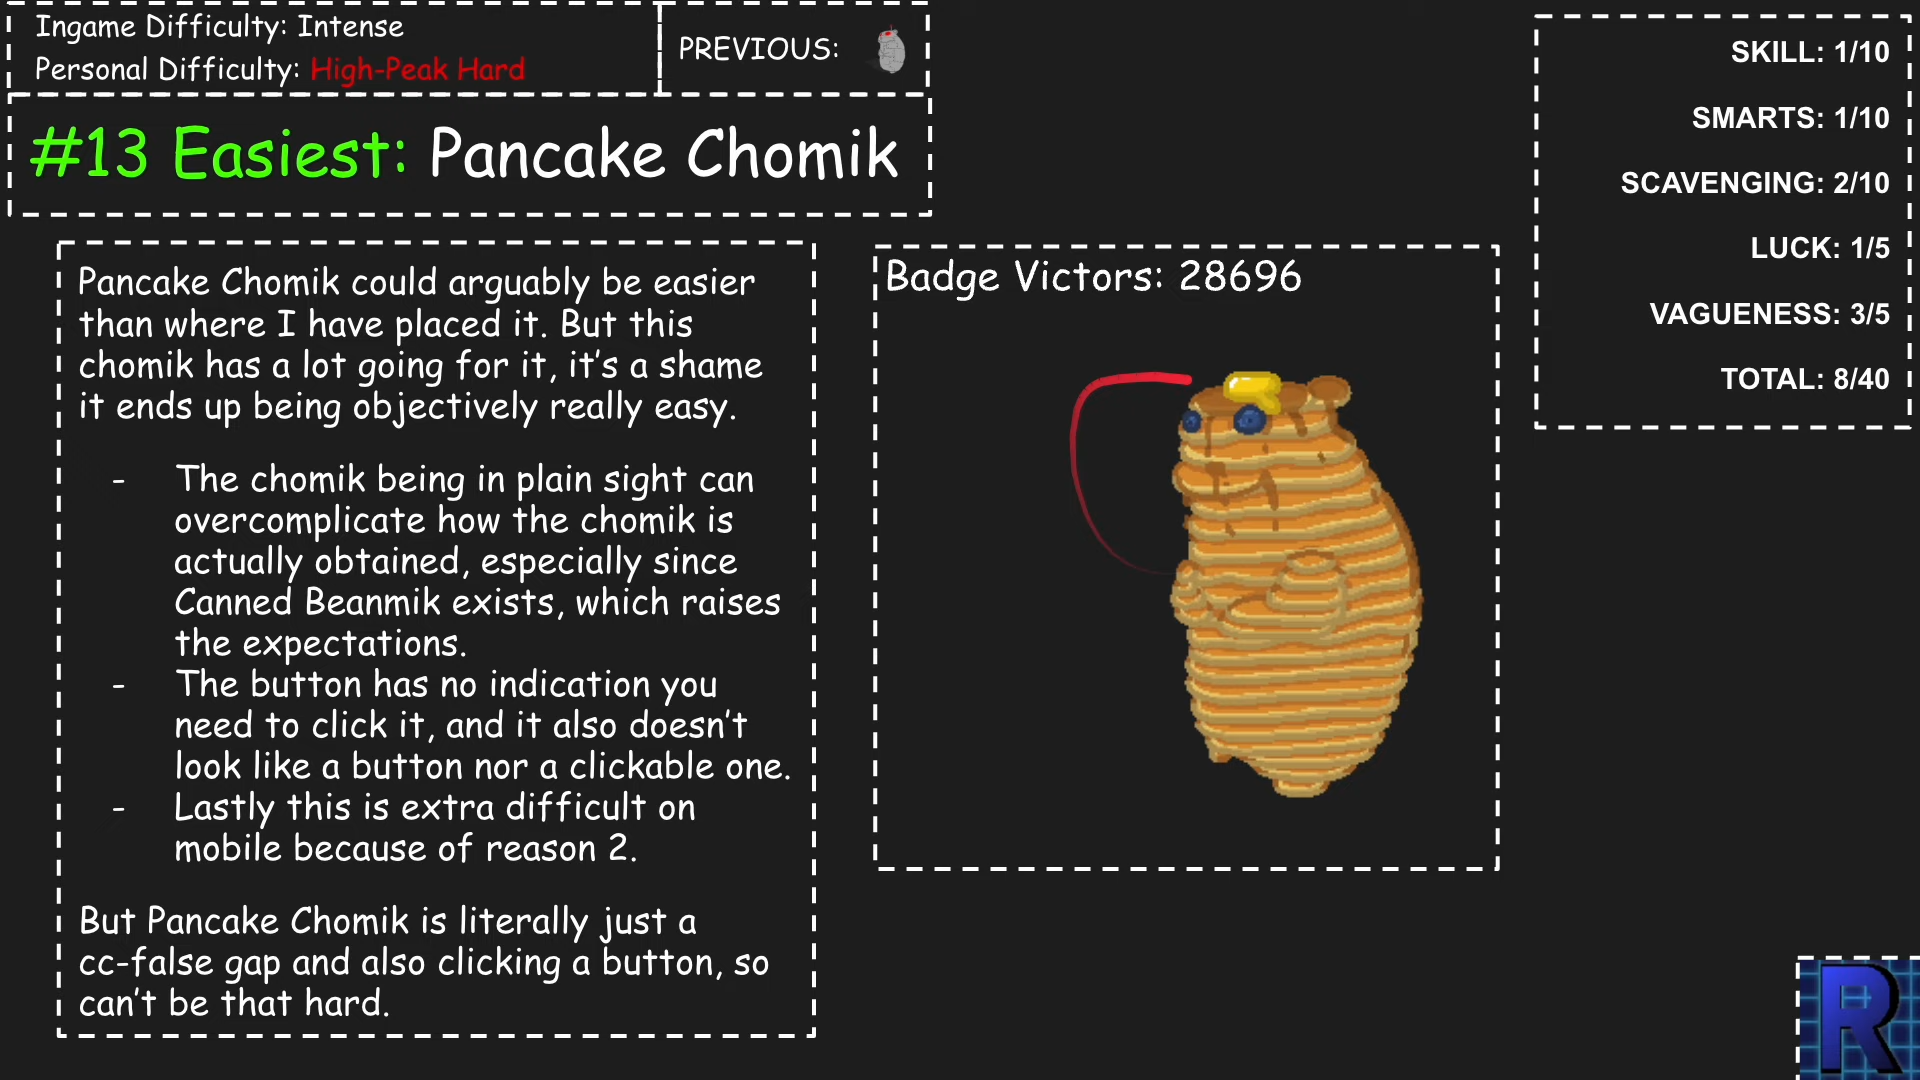 Ingame Difficulty: Intense
Personal Difficulty: High-Peak Hard
PREVIOUS:
#13 Easiest: Pancake Chomik
Pancake Chomik could arguably be easier
than where I have placed it. But this
chomik has a lot going for it, it's a shame
it ends up being objectively really easy.
- The chomik being in plain sight can
overcomplicate how the chomik is
actually obtained, especially since
Canned Beanmik exists, which raises
the expectations.
- The button has no indication you
need to click it, and it also doesn't
look like a button nor a clickable one.
- Lastly this is extra difficult on
mobile because of reason 2.
But Pancake Chomik is literally just a
cc-false gap and also clicking a button, so
can't be that hard.
Badge Victors: 28696
SKILL: 1/10
SMARTS: 1/10
SCAVENGING: 2/10
LUCK: 1/5
VAGUENESS: 3/5
TOTAL: 8/40
R